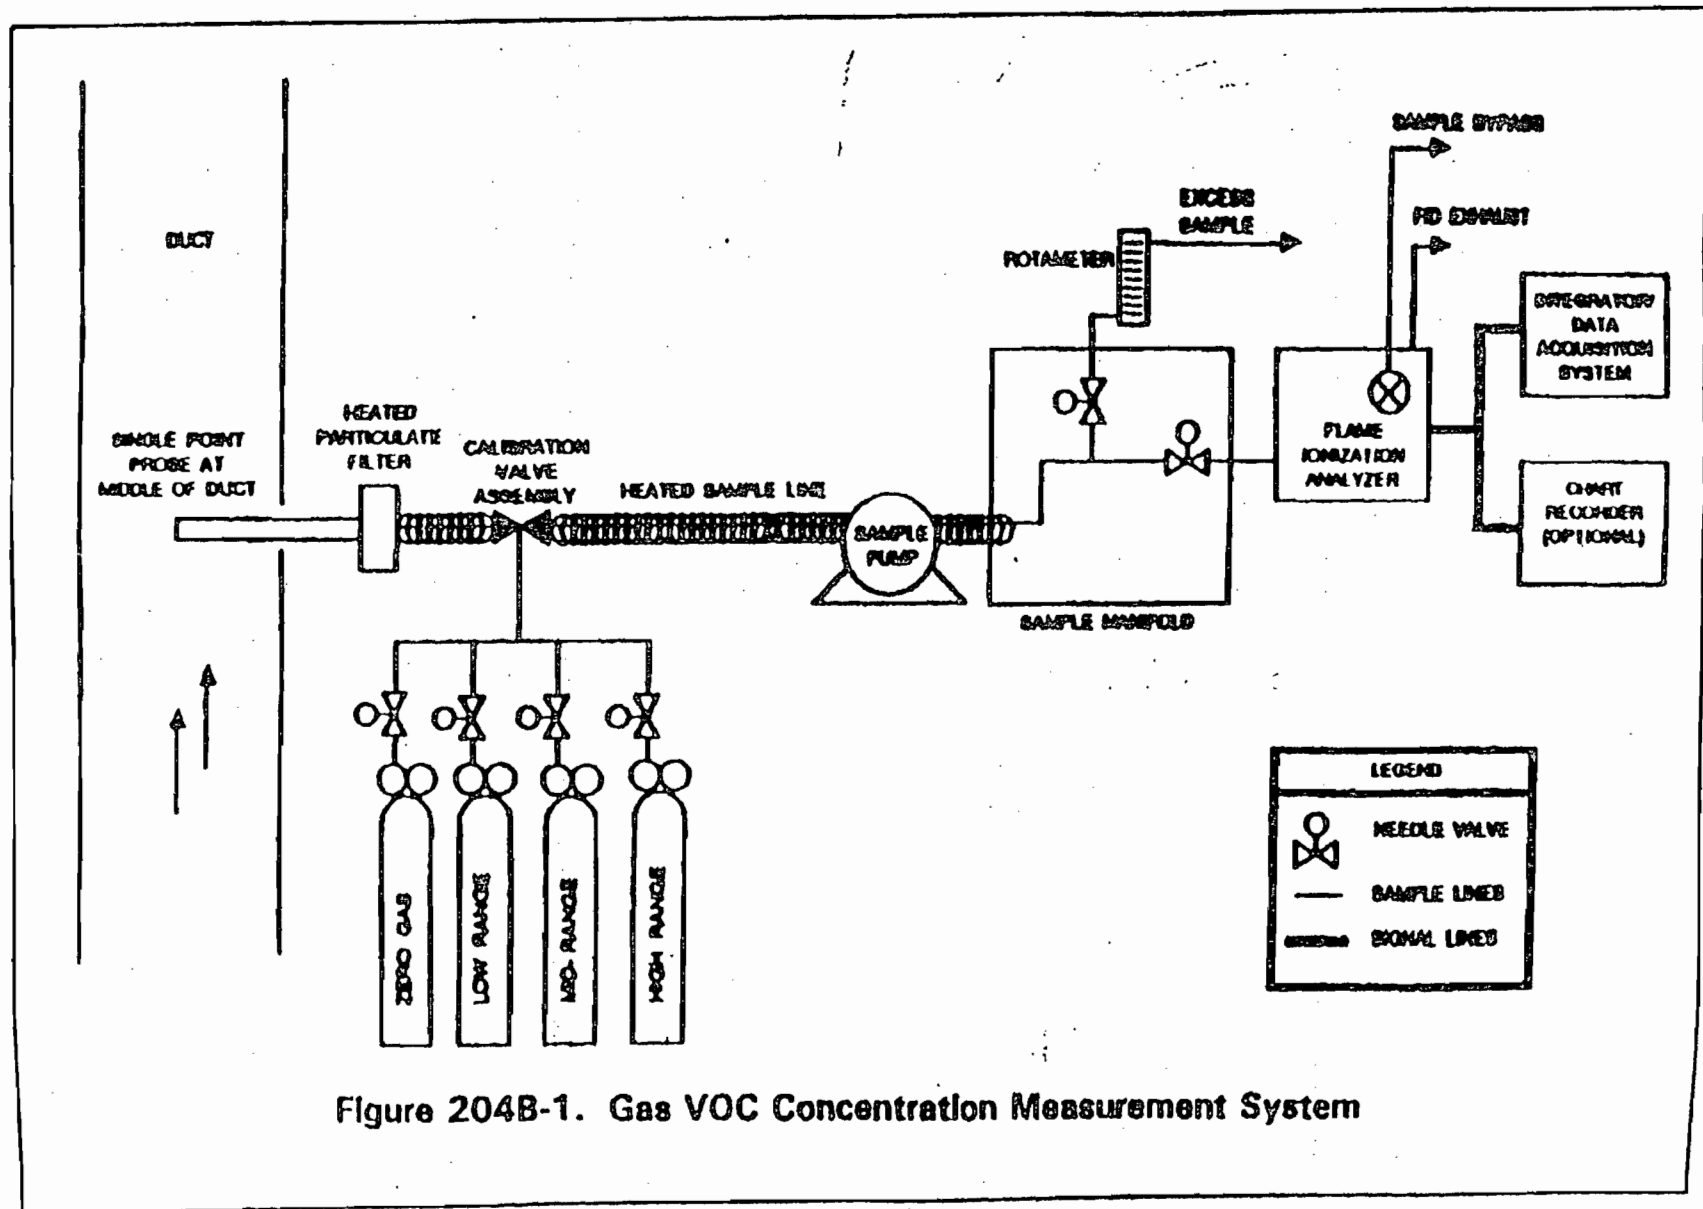 SAMPLE BYPASS
FID EXHAUST
EXCESS
SAMPLE
ROTAMETER
DUCT
INTEGRATOR/
DATA
ACQUISITION
SYSTEM
HEATED
PARTICULATE
FILTER
CALIBRATION
VALVE
ASSEMBLY
SINGLE POINT
PROBE AT
MIDDLE OF DUCT
HEATED SAMPLE LINE
SAMPLE
PUMP
FLAME
IONIZATION
ANALYZER
CHART
RECORDER
(OPTIONAL)
SAMPLE MANIFOLD
ZERO GAS
LOW RANGE
MID-RANGE
HIGH RANGE
LEGEND
NEEDLE VALVE
SAMPLE LINES
SIGNAL LINES
Figure 204B-1. Gas VOC Concentration Measurement System